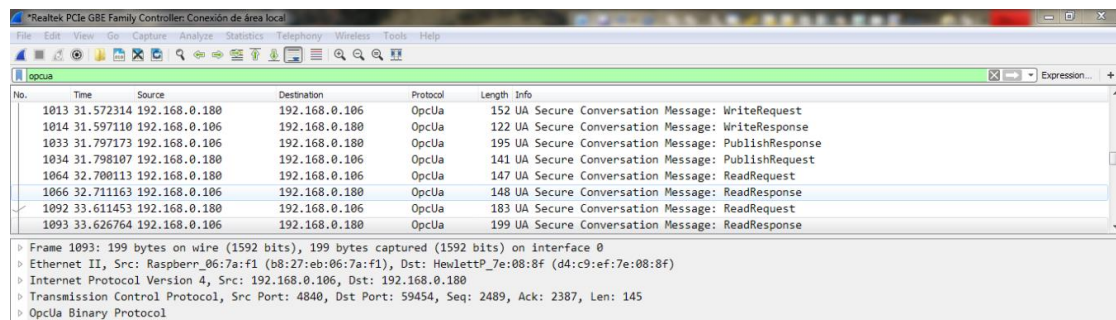 *Realtek PCIe GBE Family Controller: Conexión de área local
File Edit View Go Capture Analyze Statistics Telephony Wireless Tools Help
opcua Expression... +
No. Time Source Destination Protocol Length Info
1013 31.572314 192.168.0.180 192.168.0.106 OpcUa 152 UA Secure Conversation Message: WriteRequest
1014 31.597110 192.168.0.106 192.168.0.180 OpcUa 122 UA Secure Conversation Message: WriteResponse
1033 31.797173 192.168.0.106 192.168.0.180 OpcUa 195 UA Secure Conversation Message: PublishResponse
1034 31.798107 192.168.0.180 192.168.0.106 OpcUa 141 UA Secure Conversation Message: PublishRequest
1064 32.700113 192.168.0.180 192.168.0.106 OpcUa 147 UA Secure Conversation Message: ReadRequest
1066 32.711163 192.168.0.106 192.168.0.180 OpcUa 148 UA Secure Conversation Message: ReadResponse
1092 33.611453 192.168.0.180 192.168.0.106 OpcUa 183 UA Secure Conversation Message: ReadRequest
1093 33.626764 192.168.0.106 192.168.0.180 OpcUa 199 UA Secure Conversation Message: ReadResponse
Frame 1093: 199 bytes on wire (1592 bits), 199 bytes captured (1592 bits) on interface 0
Ethernet II, Src: Raspberr_06:7a:f1 (b8:27:eb:06:7a:f1), Dst: HewlettP_7e:08:8f (d4:c9:ef:7e:08:8f)
Internet Protocol Version 4, Src: 192.168.0.106, Dst: 192.168.0.180
Transmission Control Protocol, Src Port: 4840, Dst Port: 59454, Seq: 2489, Ack: 2387, Len: 145
OpcUa Binary Protocol